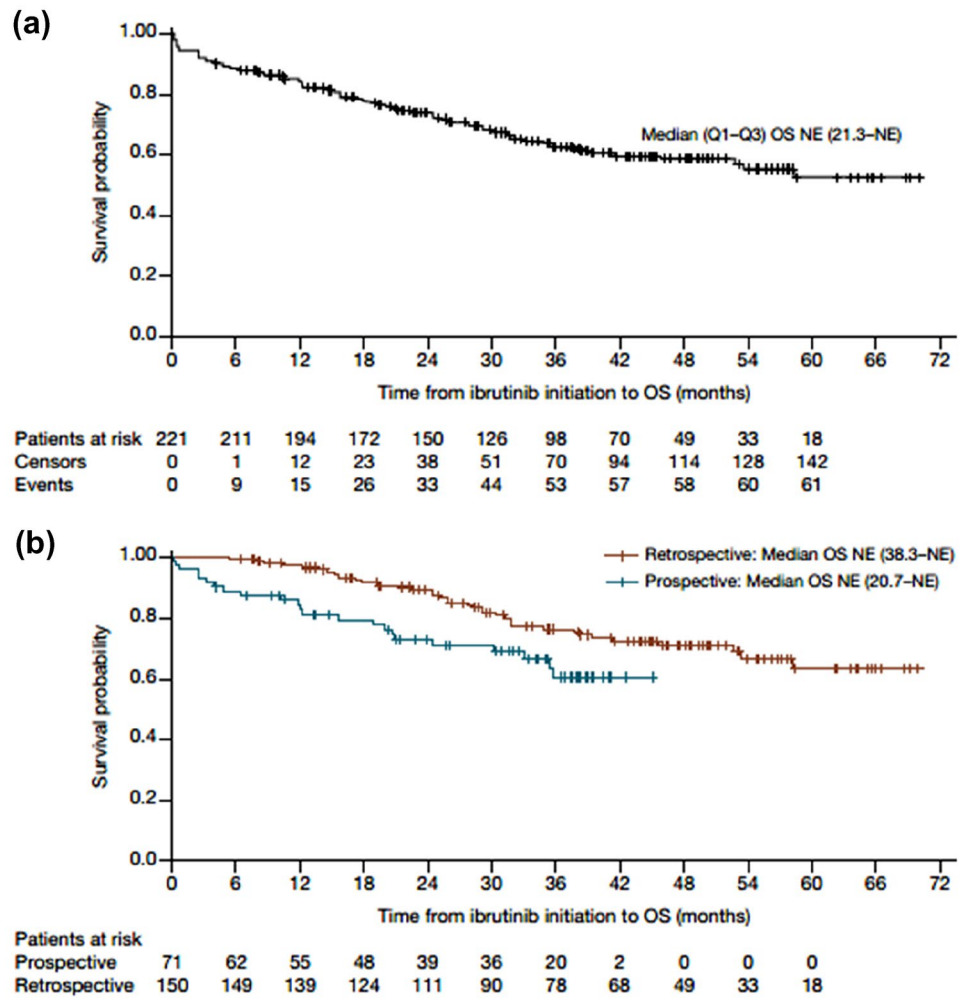 (a)
1.00
0.8
0.6
0.4
0.2
0.0
Survival probability
Median (Q1–Q3) OS NE (21.3–NE)
0 6 12 18 24 30 36 42 48 54 60 66 72
Time from ibrutinib initiation to OS (months)
Patients at risk 221 211 194 172 150 126 98 70 49 33 18
Censors 0 1 12 23 38 51 70 94 114 128 142
Events 0 9 15 26 33 44 53 57 58 60 61
(b)
1.00
0.8
0.6
0.4
0.2
0.0
Survival probability
Retrospective: Median OS NE (38.3–NE)
Prospective: Median OS NE (20.7–NE)
0 6 12 18 24 30 36 42 48 54 60 66 72
Time from ibrutinib initiation to OS (months)
Patients at risk
Prospective 71 62 55 48 39 36 20 2 0 0 0
Retrospective 150 149 139 124 111 90 78 68 49 33 18